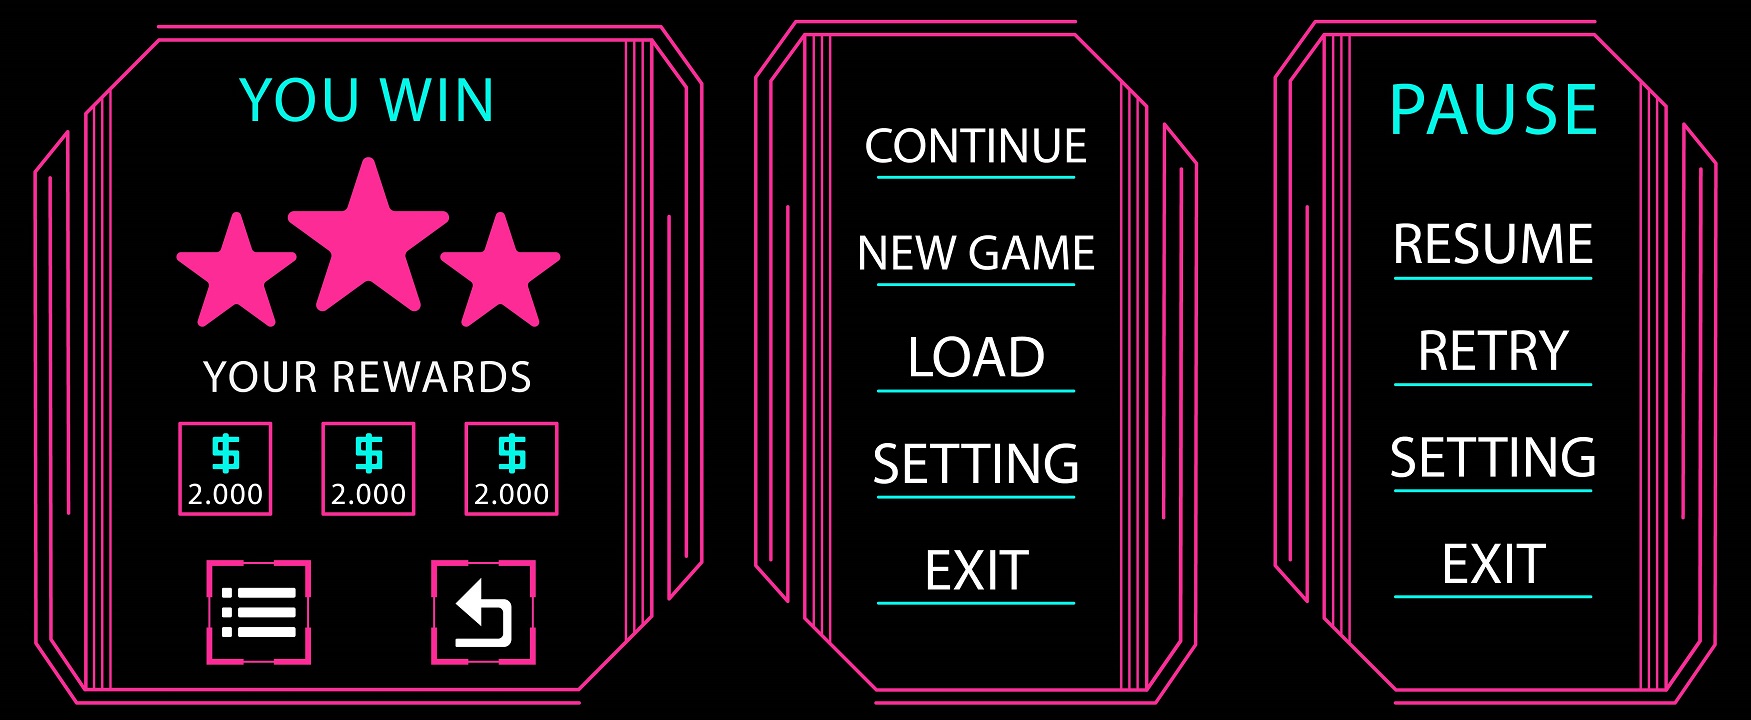 YOU WIN
YOUR REWARDS
$ $ $
2.000 2.000 2.000
CONTINUE
NEW GAME
LOAD
SETTING
EXIT
PAUSE
RESUME
RETRY
SETTING
EXIT